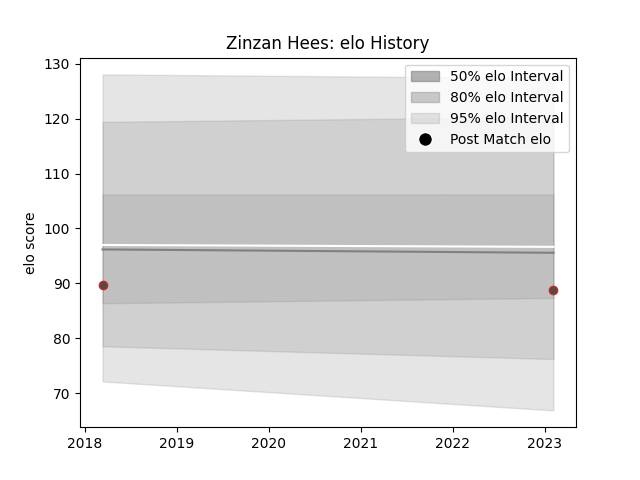 Zinzan Hees: elo History
130
120
110
100
90
80
70
elo score
50% elo Interval
80% elo Interval
95% elo Interval
Post Match elo
2018 2019 2020 2021 2022 2023